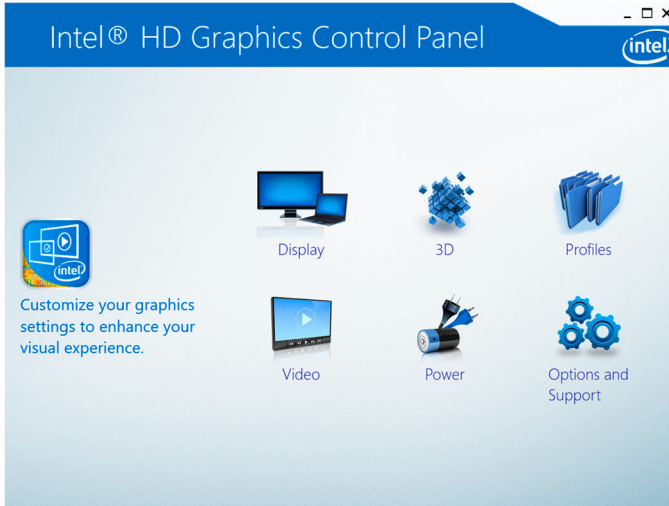 Intel® HD Graphics Control Panel
intel
Display
3D
Profiles
intel
Customize your graphics
settings to enhance your
visual experience.
Video
Power
Options and
Support